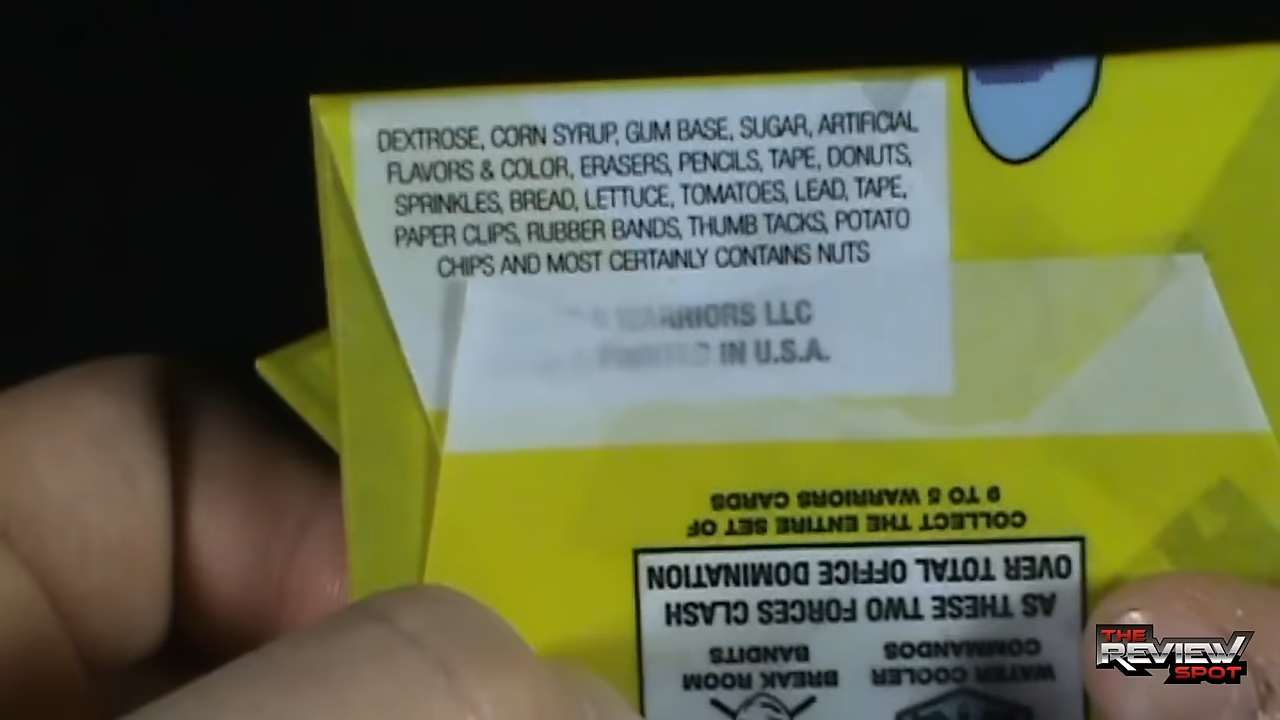 DEXTROSE, CORN SYRUP, GUM BASE, SUGAR, ARTIFICIAL
FLAVORS & COLOR, ERASERS, PENCILS, TAPE, DONUTS,
SPRINKLES, BREAD, LETTUCE, TOMATOES, LEAD, TAPE,
PAPER CLIPS, RUBBER BANDS, THUMB TACKS, POTATO
CHIPS AND MOST CERTAINLY CONTAINS NUTS
WARRIORS LLC
PRINTED IN U.S.A.
COLLECT THE ENTIRE SET OF
9 TO 5 WARRIORS CARDS
OVER TOTAL OFFICE DOMINATION
AS THESE TWO FORCES CLASH
WATER COOLER
COMMANDOS
BREAK ROOM
BANDITS
THE
REVIEW
SPOT